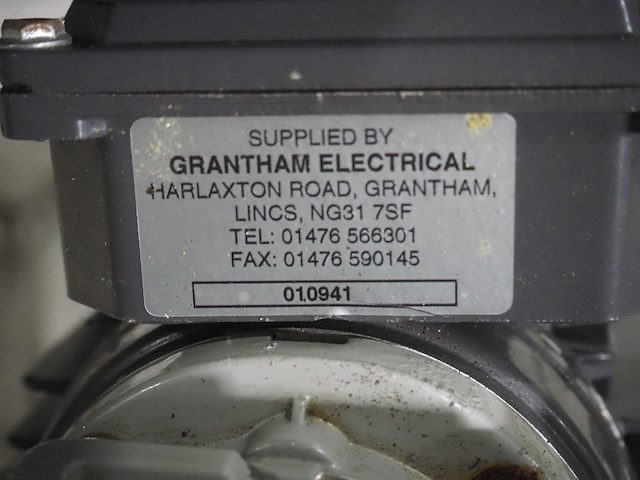 SUPPLIED BY
GRANTHAM ELECTRICAL
HARLAXTON ROAD, GRANTHAM,
LINCS, NG31 7SF
TEL: 01476 566301
FAX: 01476 590145
010941